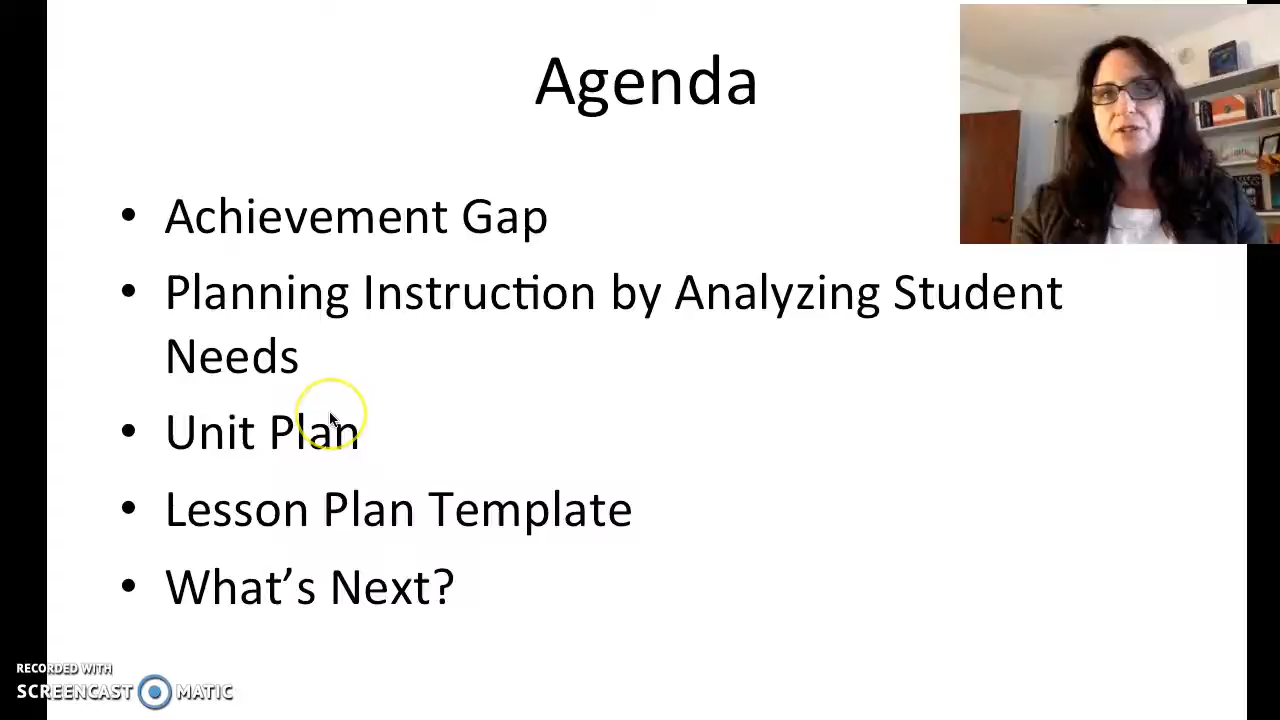 Agenda
• Achievement Gap
• Planning Instruction by Analyzing Student
Needs
• Unit Plan
• Lesson Plan Template
• What’s Next?
RECORDED WITH
SCREENCAST MATIC